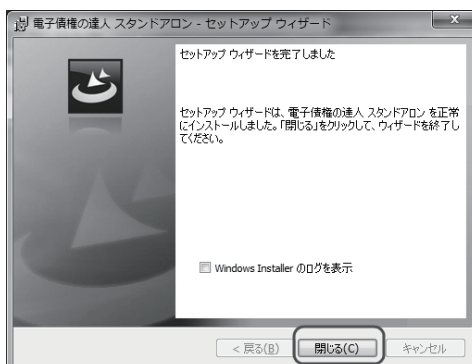 電子債権の達人 スタンドアロン - セットアップ ウィザード
セットアップ ウィザードを完了しました
セットアップ ウィザードは、電子債権の達人 スタンドアロン を正常
にインストールしました。「閉じる」をクリックして、ウィザードを終了し
てください。
Windows Installer のログを表示
< 戻る(B)
閉じる(C)
キャンセル